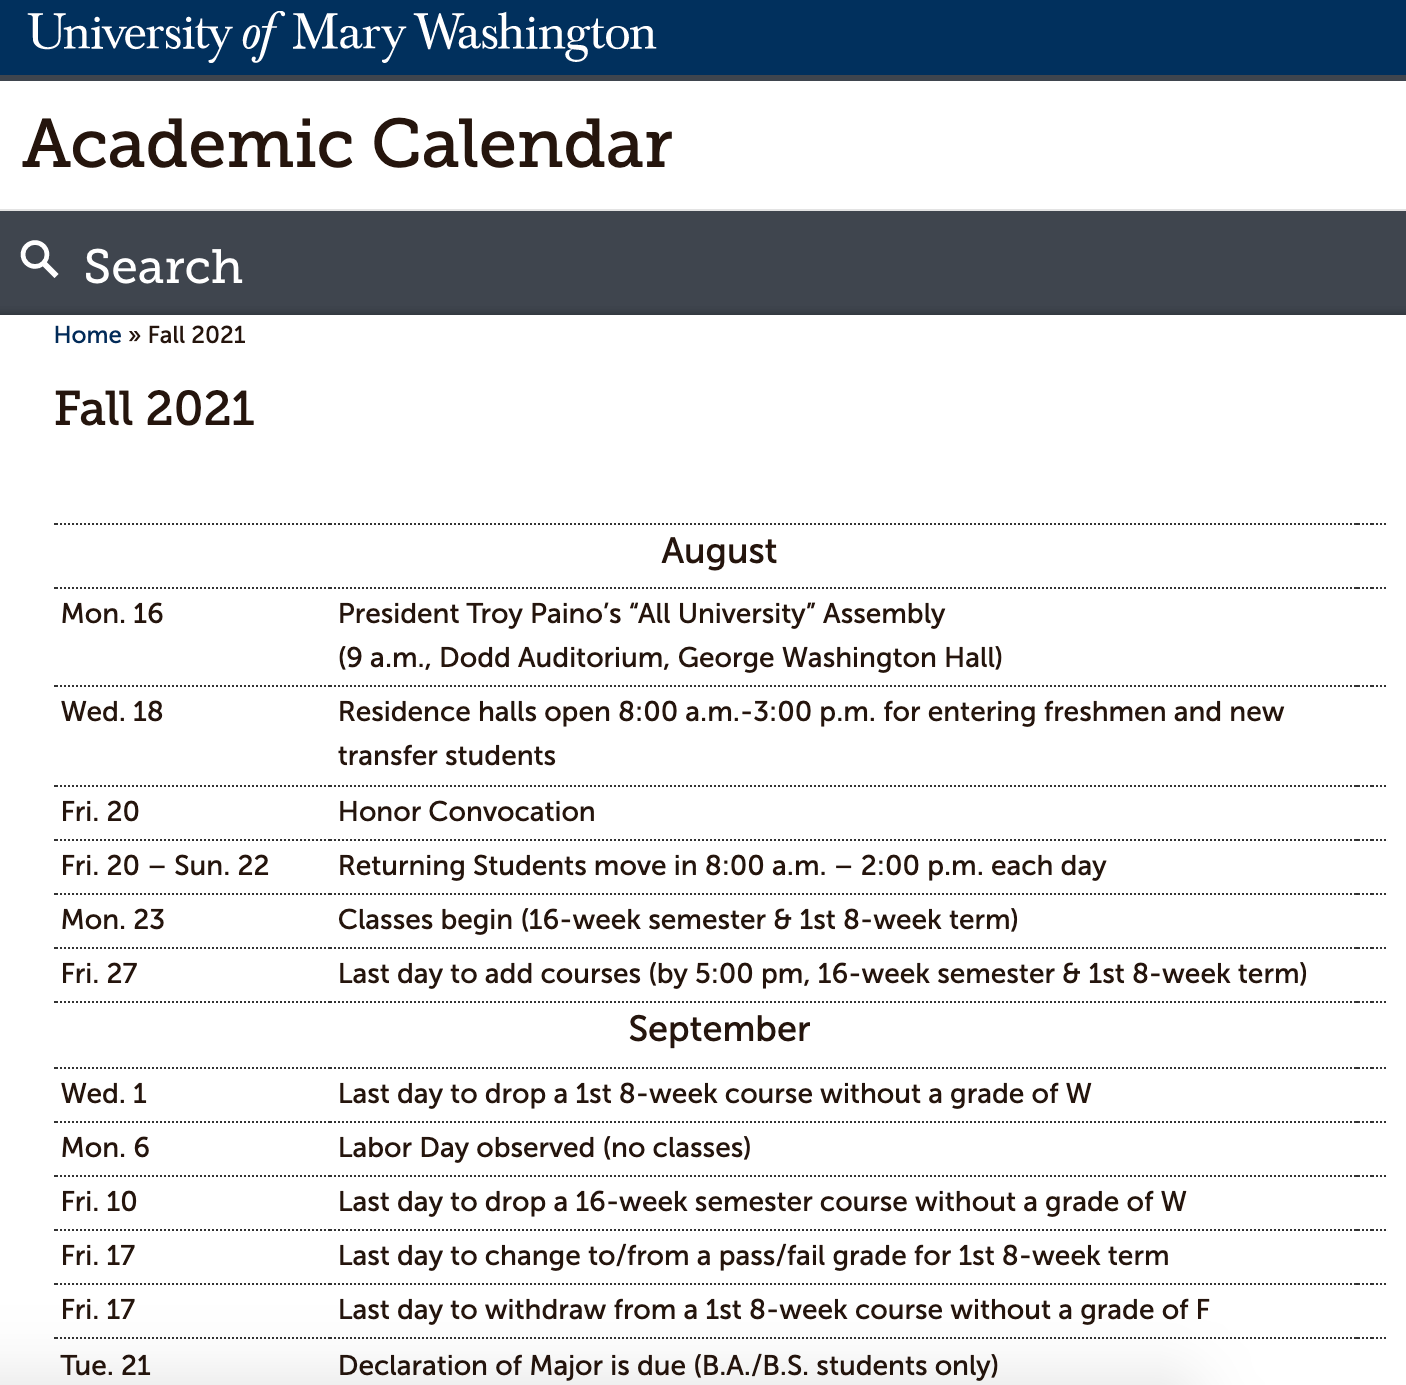 University of Mary Washington
Academic Calendar
Search
Home » Fall 2021
Fall 2021
August
Mon. 16 President Troy Paino’s “All University” Assembly
(9 a.m., Dodd Auditorium, George Washington Hall)
Wed. 18 Residence halls open 8:00 a.m.-3:00 p.m. for entering freshmen and new
transfer students
Fri. 20 Honor Convocation
Fri. 20 – Sun. 22 Returning Students move in 8:00 a.m. – 2:00 p.m. each day
Mon. 23 Classes begin (16-week semester & 1st 8-week term)
Fri. 27 Last day to add courses (by 5:00 pm, 16-week semester & 1st 8-week term)
September
Wed. 1 Last day to drop a 1st 8-week course without a grade of W
Mon. 6 Labor Day observed (no classes)
Fri. 10 Last day to drop a 16-week semester course without a grade of W
Fri. 17 Last day to change to/from a pass/fail grade for 1st 8-week term
Fri. 17 Last day to withdraw from a 1st 8-week course without a grade of F
Tue. 21 Declaration of Major is due (B.A./B.S. students only)